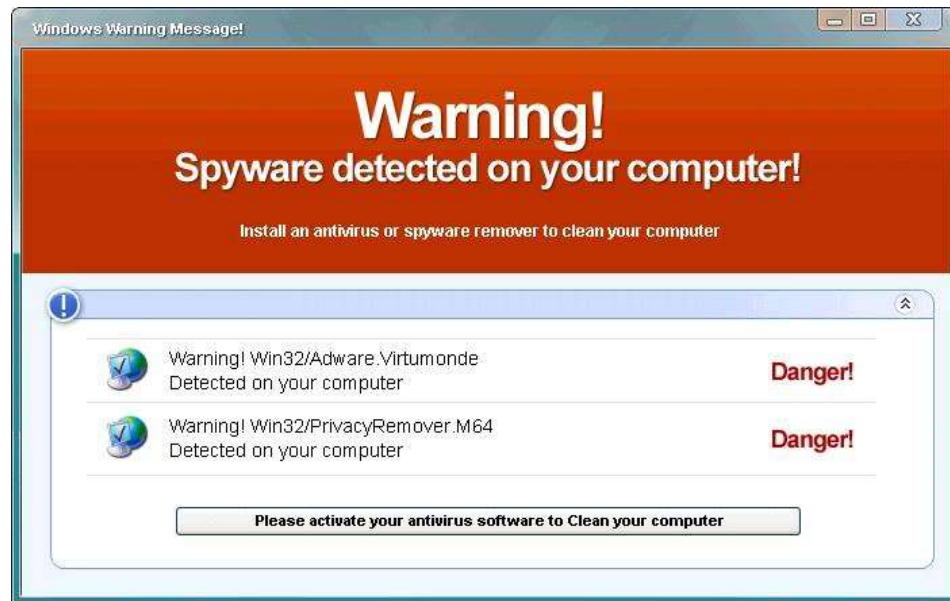 Windows Warning Message!
Warning!
Spyware detected on your computer!
Install an antivirus or spyware remover to clean your computer
Warning! Win32/Adware.Virtumonde
Detected on your computer
Danger!
Warning! Win32/PrivacyRemover.M64
Detected on your computer
Danger!
Please activate your antivirus software to Clean your computer